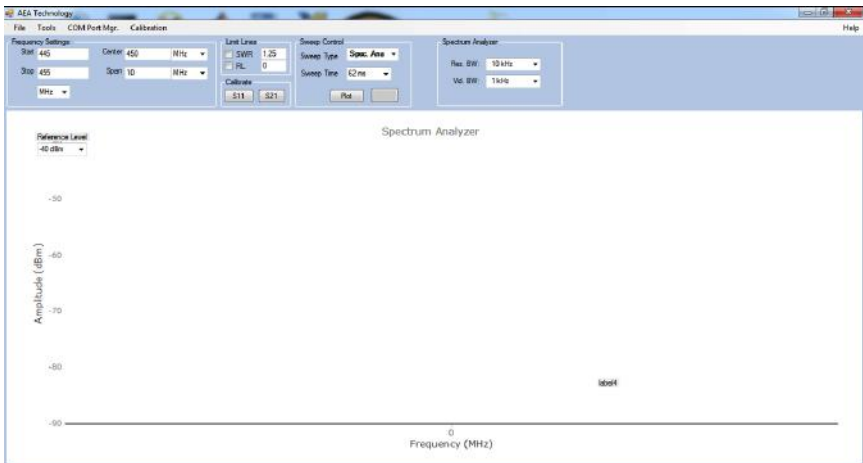 AEA Technology
File Tools COM Port Mgr. Calibration Help
Frequency Settings
Start 445 Center 450 MHz
Stop 455 Span 10 MHz
MHz
Limit Lines
SWR 1.25
RL 0
Calibrate
S11 S21
Sweep Control
Sweep Type Spec. Ana
Sweep Time 62 ms
Plot
Spectrum Analyzer
Res. BW: 10 kHz
Vid. BW: 1 kHz
Spectrum Analyzer
Reference Level
-40 dBm
-50
-60
-70
-80
-90
Amplitude (dBm)
label4
0
Frequency (MHz)